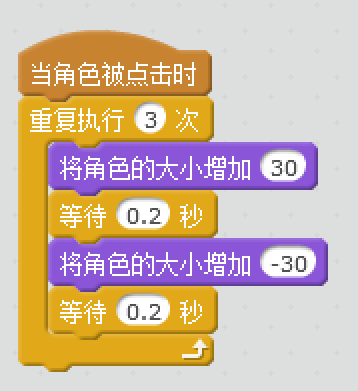 当角色被点击时
重复执行 3 次
将角色的大小增加 30
等待 0.2 秒
将角色的大小增加 -30
等待 0.2 秒